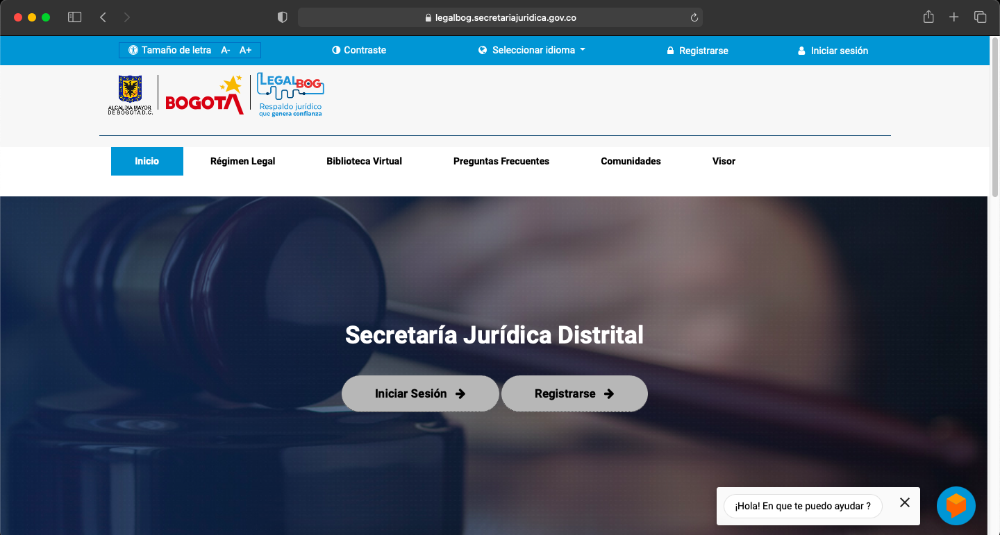 legalbog.secretariajuridica.gov.co
Tamaño de letra A- A+ Contraste Seleccionar idioma Registrarse Iniciar sesión
ALCALDIA MAYOR
DE BOGOTA D.C.
BOGOTÁ
LEGALBOG
Respaldo jurídico
que genera confianza
Inicio Régimen Legal Biblioteca Virtual Preguntas Frecuentes Comunidades Visor
Secretaría Jurídica Distrital
Iniciar Sesión Registrarse
¡Hola! En que te puedo ayudar ?